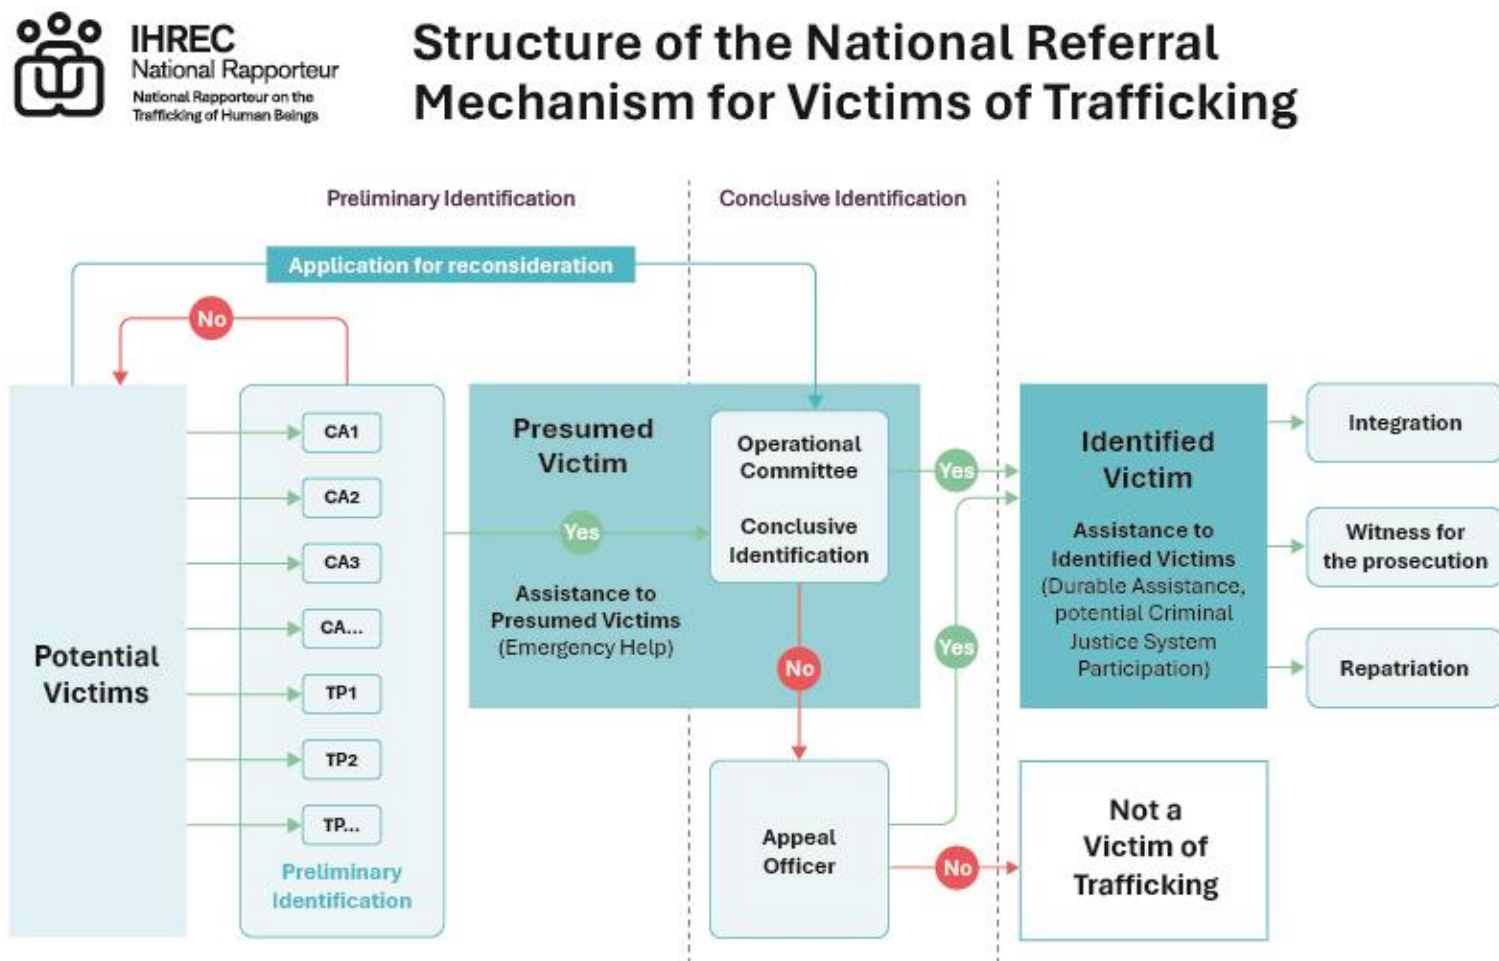 IHREC
National Rapporteur
National Rapporteur on the
Trafficking of Human Beings
Structure of the National Referral
Mechanism for Victims of Trafficking
Preliminary Identification
Conclusive Identification
Application for reconsideration
No
Potential
Victims
CA1
CA2
CA3
CA...
TP1
TP2
TP...
Preliminary
Identification
Presumed
Victim
Yes
Assistance to
Presumed Victims
(Emergency Help)
Operational
Committee
Conclusive
Identification
No
Yes
Yes
Appeal
Officer
No
Identified
Victim
Assistance to
Identified Victims
(Durable Assistance,
potential Criminal
Justice System
Participation)
Integration
Witness for
the prosecution
Repatriation
Not a
Victim of
Trafficking